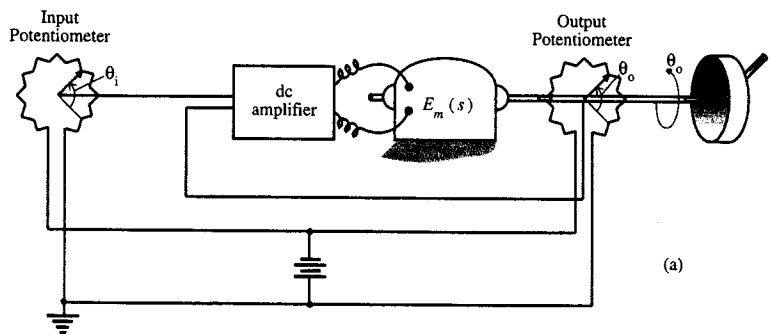 Input
Potentiometer
θi
dc
amplifier
Em(s)
Output
Potentiometer
θo
θo
(a)